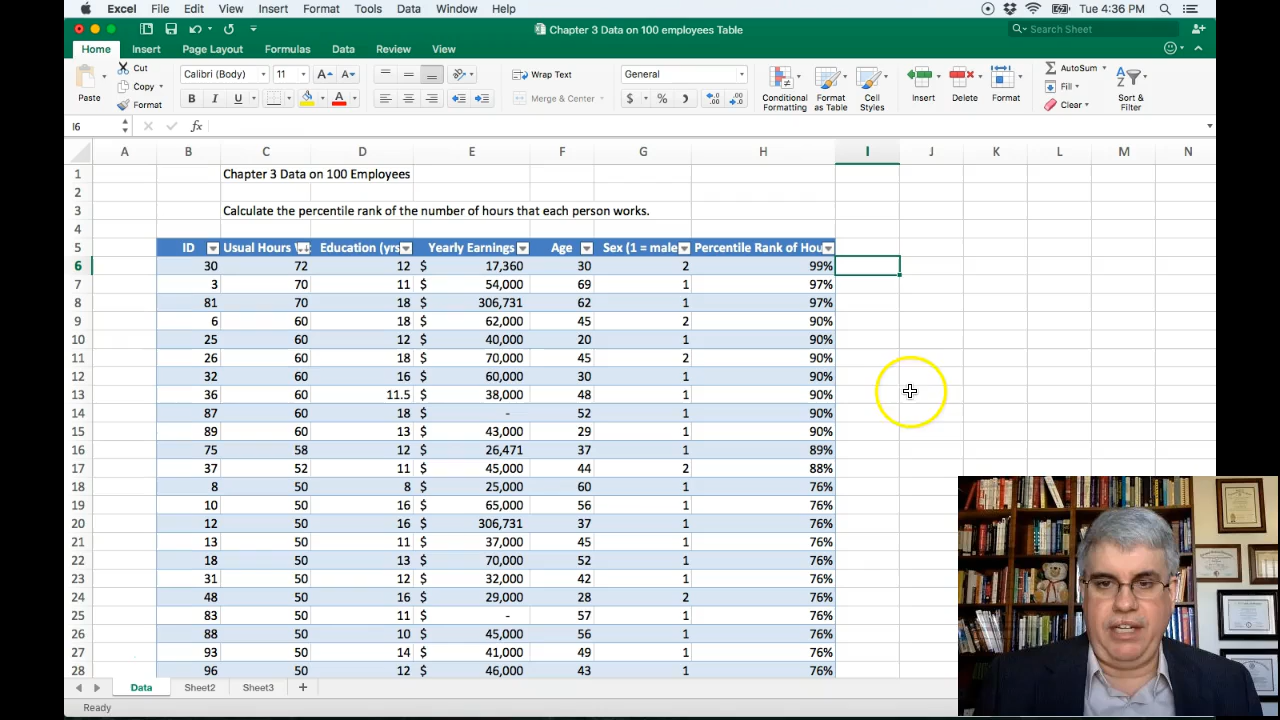 Excel File Edit View Insert Format Tools Data Window Help Tue 4:36 PM
Chapter 3 Data on 100 employees Table Search Sheet
Home Insert Page Layout Formulas Data Review View
Paste Cut Copy Format Calibri (Body) 11 A A B I U A Wrap Text Merge & Center General $ % Conditional Formatting Format as Table Cell Styles Insert Delete Format AutoSum Fill Clear Sort & Filter
I6 fx
A B C D E F G H I J K L M N
1 Chapter 3 Data on 100 Employees
2
3 Calculate the percentile rank of the number of hours that each person works.
4
5 ID Usual Hours Education (yrs Yearly Earnings Age Sex (1 = male Percentile Rank of Hou
6 30 72 12 $ 17,360 30 2 99%
7 3 70 11 $ 54,000 69 1 97%
8 81 70 18 $ 306,731 62 1 97%
9 6 60 18 $ 62,000 45 2 90%
10 25 60 12 $ 40,000 20 1 90%
11 26 60 18 $ 70,000 45 2 90%
12 32 60 16 $ 60,000 30 1 90%
13 36 60 11.5 $ 38,000 48 1 90%
14 87 60 18 $ - 52 1 90%
15 89 60 13 $ 43,000 29 1 90%
16 75 58 12 $ 26,471 37 1 89%
17 37 52 11 $ 45,000 44 2 88%
18 8 50 8 $ 25,000 60 1 76%
19 10 50 16 $ 65,000 56 1 76%
20 12 50 16 $ 306,731 37 1 76%
21 13 50 11 $ 37,000 45 1 76%
22 18 50 13 $ 70,000 52 1 76%
23 31 50 12 $ 32,000 42 1 76%
24 48 50 16 $ 29,000 28 2 76%
25 83 50 11 $ - 57 1 76%
26 88 50 10 $ 45,000 56 1 76%
27 93 50 14 $ 41,000 49 1 76%
28 96 50 12 $ 46,000 43 1 76%
Data Sheet2 Sheet3 +
Ready